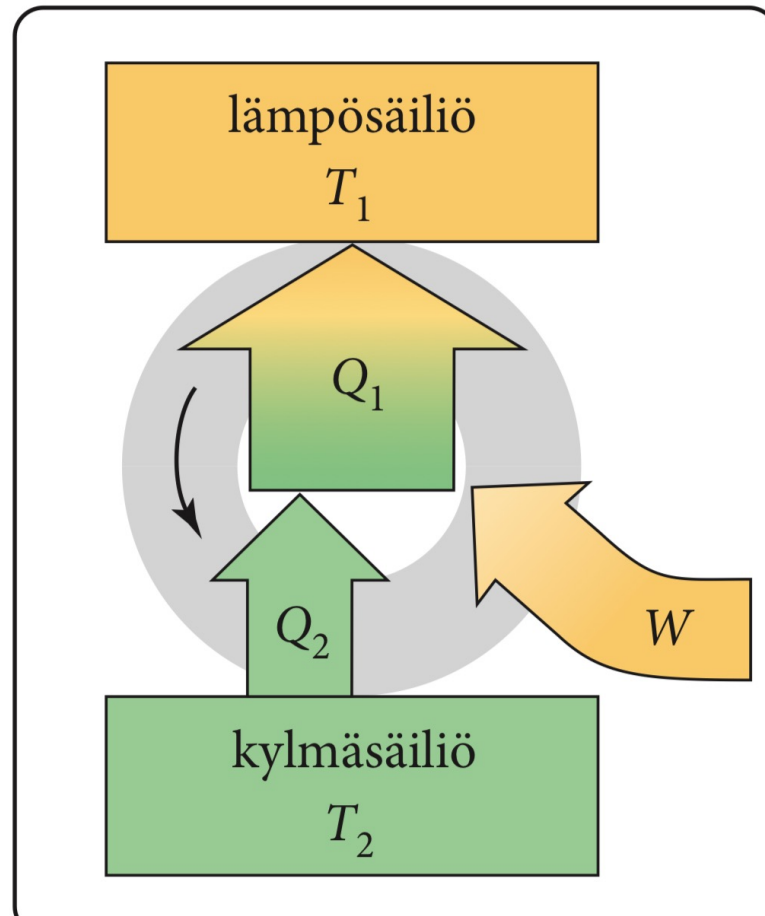 lämpösäiliö
T₁
Q₁
Q₂
W
kylmäsäiliö
T₂